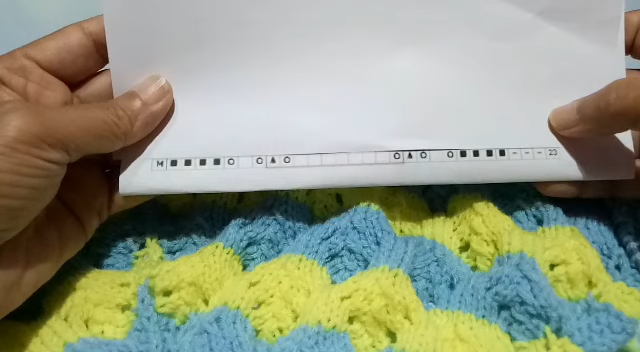 M ■ ■ ■ ■ O O ▲ O O ▲ O O ■ ■ ■ ■ - - - 23